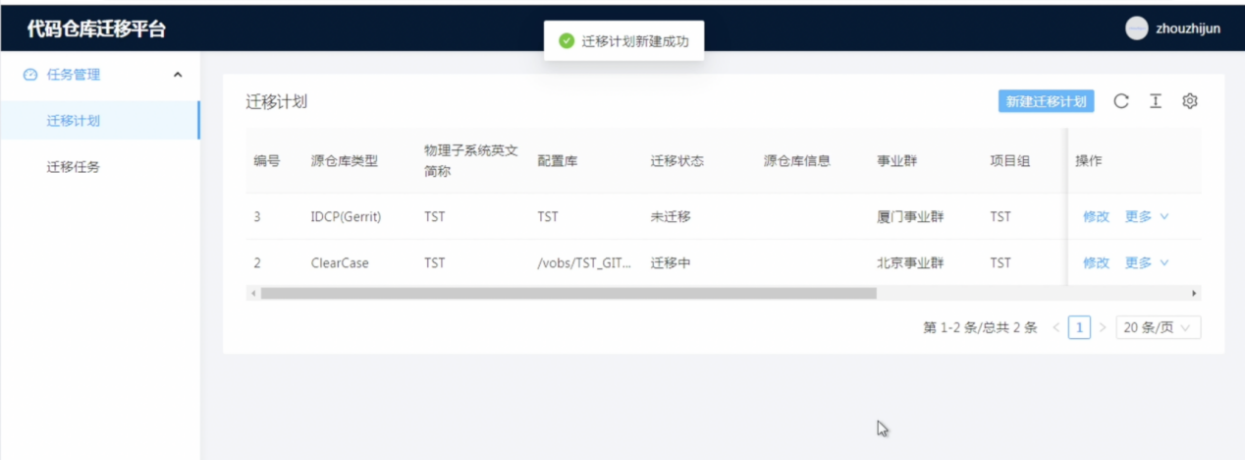 代码仓库迁移平台
迁移计划新建成功
zhouzhijun
任务管理
迁移计划
迁移任务
迁移计划
新建迁移计划
编号 源仓库类型 物理子系统英文简称 配置库 迁移状态 源仓库信息 事业群 项目组 操作
3 IDCP(Gerrit) TST TST 未迁移 厦门事业群 TST 修改 更多
2 ClearCase TST /vobs/TST_GIT... 迁移中 北京事业群 TST 修改 更多
第 1-2 条/总共 2 条 < 1 > 20 条/页